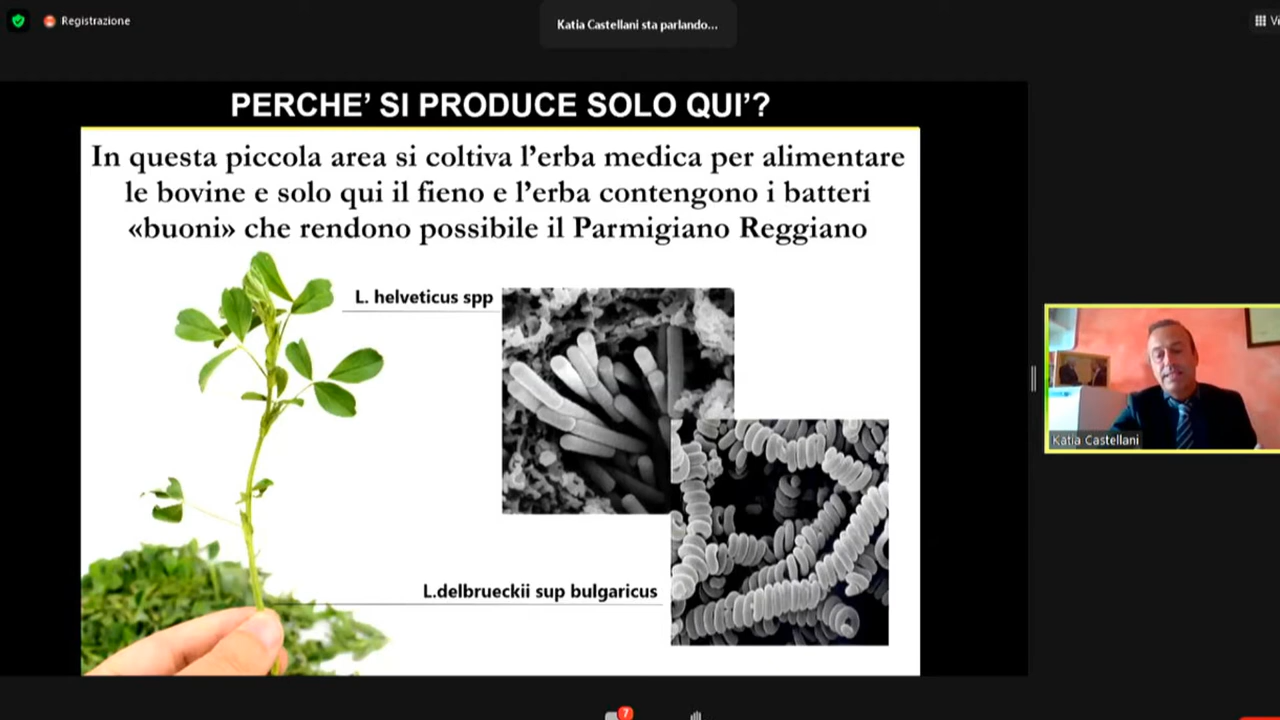 Registrazione
Katia Castellani sta parlando...
PERCHE' SI PRODUCE SOLO QUI'?
In questa piccola area si coltiva l'erba medica per alimentare
le bovine e solo qui il fieno e l'erba contengono i batteri
«buoni» che rendono possibile il Parmigiano Reggiano
L. helveticus spp
L.delbrueckii sup bulgaricus
Katia Castellani
7